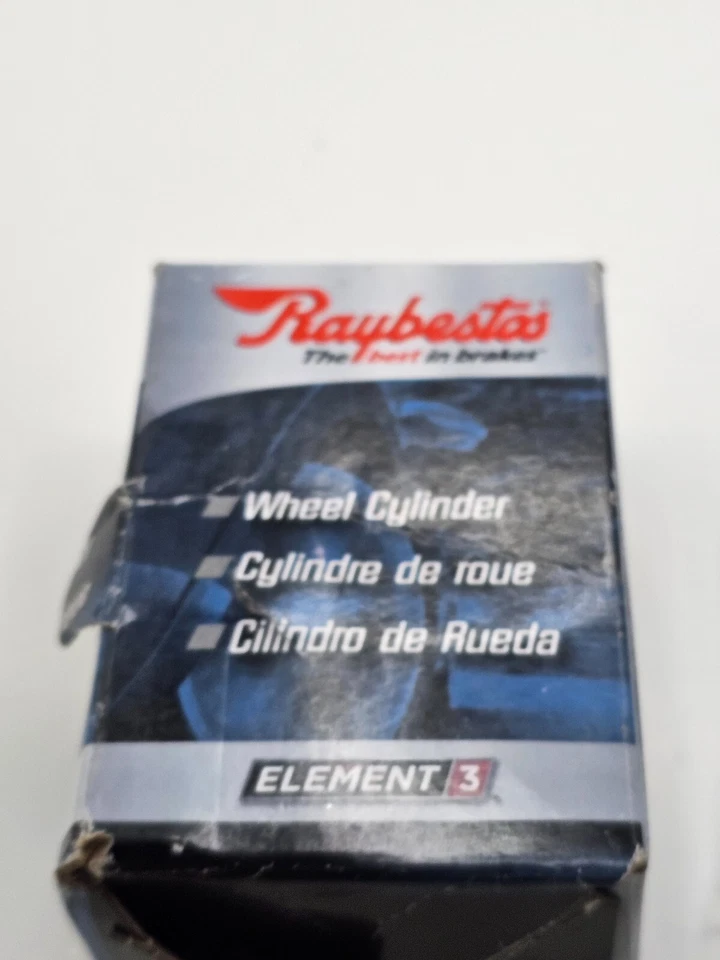 Raybestos
The best in brakes
Wheel Cylinder
Cylindre de roue
Cilindro de Rueda
ELEMENT 3